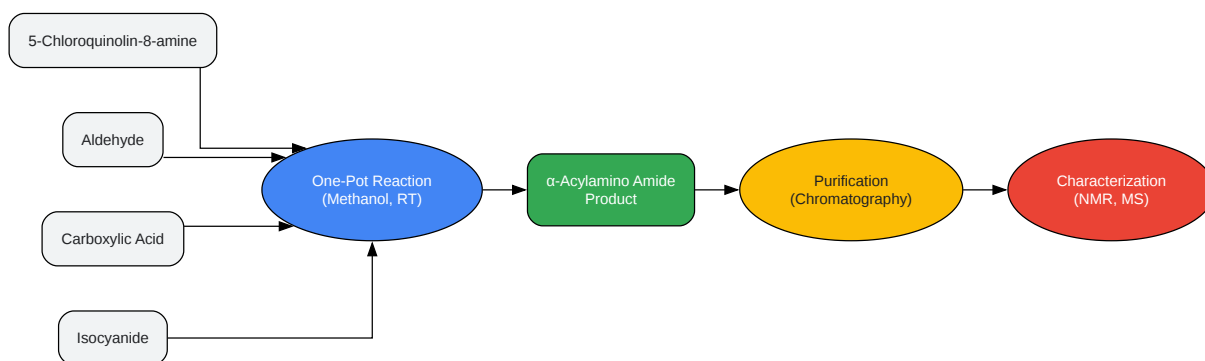 5-Chloroquinolin-8-amine
Aldehyde
Carboxylic Acid
Isocyanide
One-Pot Reaction
(Methanol, RT)
α-Acylamino Amide
Product
Purification
(Chromatography)
Characterization
(NMR, MS)